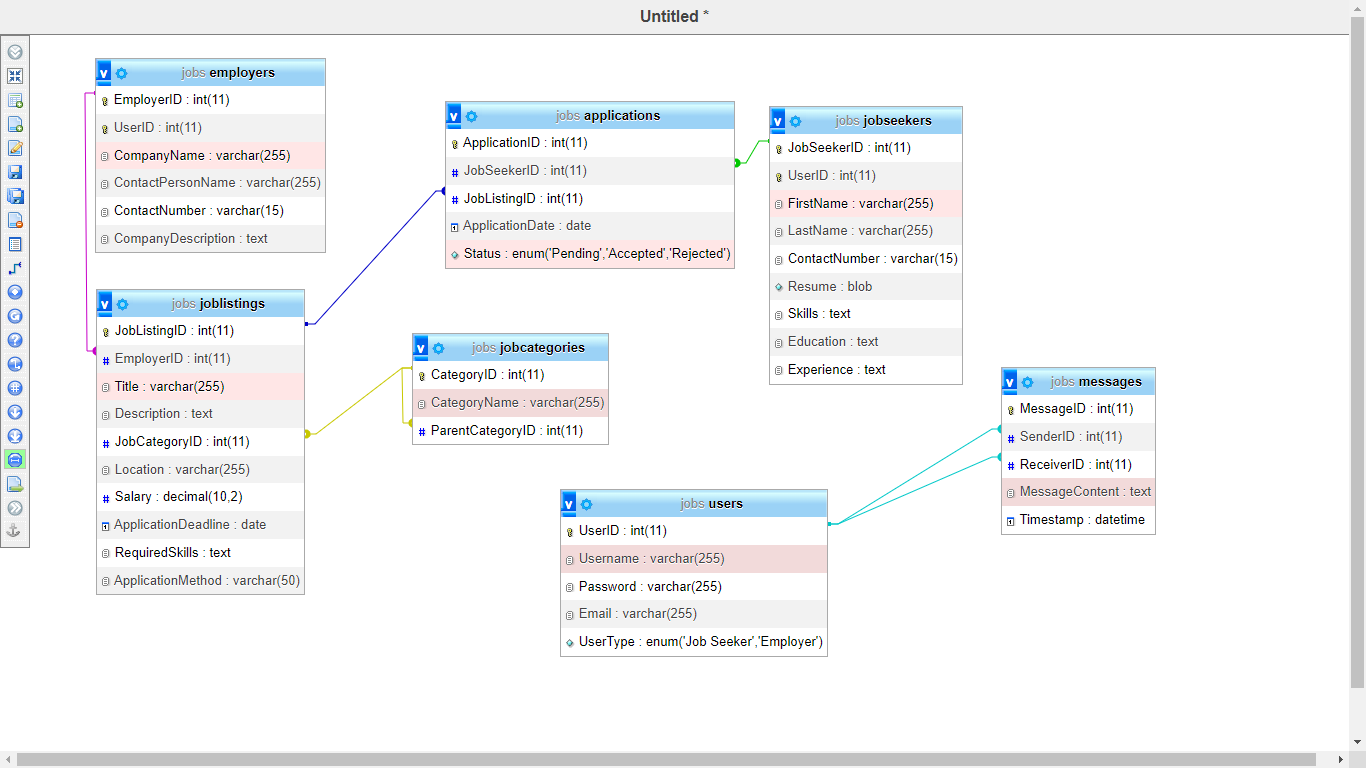 Untitled *
jobs employers
EmployerID : int(11)
UserID : int(11)
CompanyName : varchar(255)
ContactPersonName : varchar(255)
ContactNumber : varchar(15)
CompanyDescription : text
jobs applications
ApplicationID : int(11)
JobSeekerID : int(11)
JobListingID : int(11)
ApplicationDate : date
Status : enum('Pending','Accepted','Rejected')
jobs jobseekers
JobSeekerID : int(11)
UserID : int(11)
FirstName : varchar(255)
LastName : varchar(255)
ContactNumber : varchar(15)
Resume : blob
Skills : text
Education : text
Experience : text
jobs joblistings
JobListingID : int(11)
EmployerID : int(11)
Title : varchar(255)
Description : text
JobCategoryID : int(11)
Location : varchar(255)
Salary : decimal(10,2)
ApplicationDeadline : date
RequiredSkills : text
ApplicationMethod : varchar(50)
jobs jobcategories
CategoryID : int(11)
CategoryName : varchar(255)
ParentCategoryID : int(11)
jobs messages
MessageID : int(11)
SenderID : int(11)
ReceiverID : int(11)
MessageContent : text
Timestamp : datetime
jobs users
UserID : int(11)
Username : varchar(255)
Password : varchar(255)
Email : varchar(255)
UserType : enum('Job Seeker','Employer')